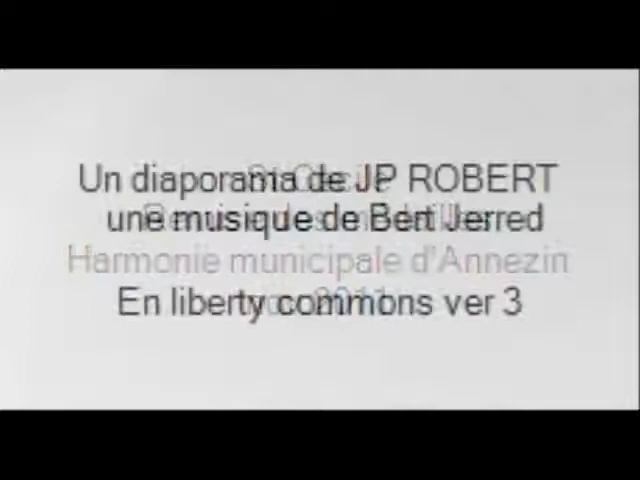 Un diaporama de JP ROBERT
une musique de Bert Jerred
Harmonie municipale d'Annezin
En liberty commons ver 3